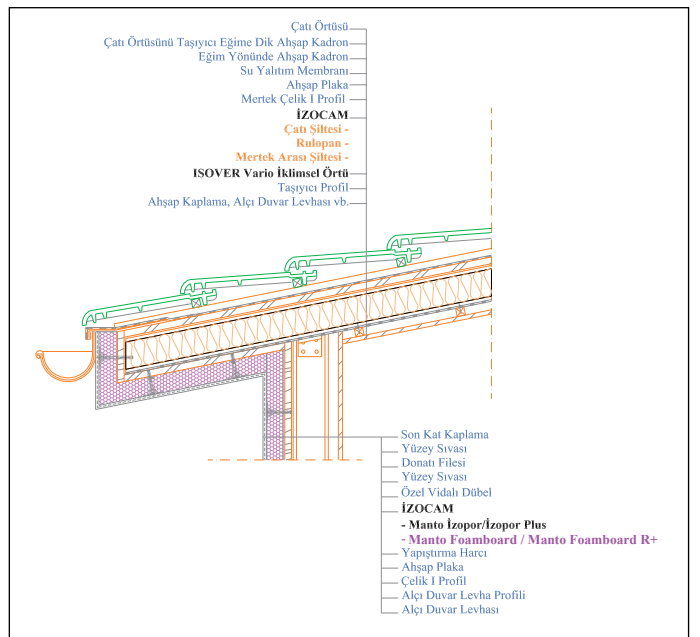 Çatı Örtüsü
Çatı Örtüsünü Taşıyıcı Eğime Dik Ahşap Kadron
Eğim Yönünde Ahşap Kadron
Su Yalıtım Membranı
Ahşap Plaka
Mertek Çelik I Profil
İZOCAM
Çatı Şiltesi -
Rulopan -
Mertek Arası Şiltesi -
ISOVER Vario İklimsel Örtü
Taşıyıcı Profil
Ahşap Kaplama, Alçı Duvar Levhası vb.
Son Kat Kaplama
Yüzey Sıvası
Donatı Filesi
Yüzey Sıvası
Özel Vidalı Dübel
İZOCAM
- Manto İzopor/İzopor Plus
- Manto Foamboard / Manto Foamboard R+
Yapıştırma Harcı
Ahşap Plaka
Çelik I Profil
Alçı Duvar Levha Profili
Alçı Duvar Levhası